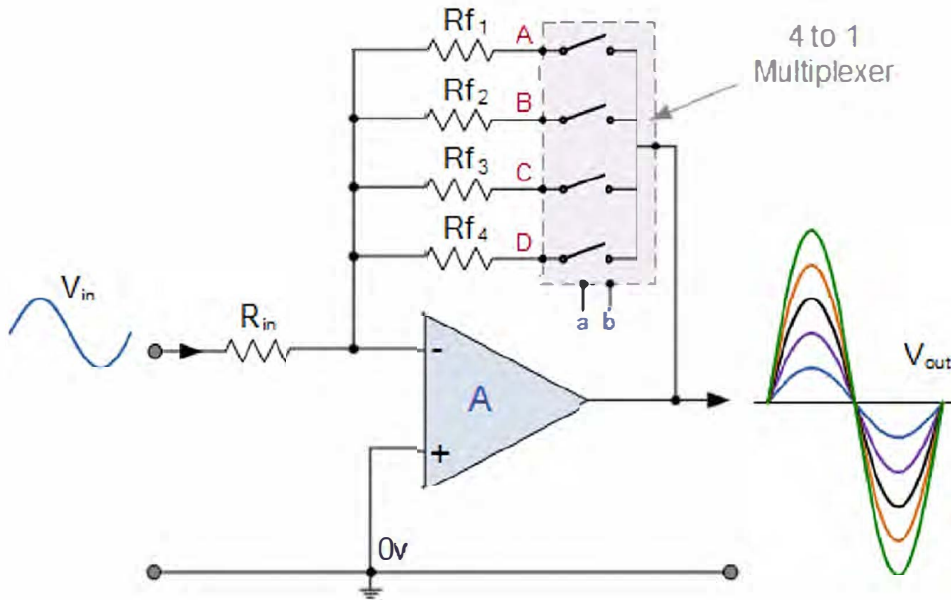 Rf₁ A
4 to 1
Multiplexer
Rf₂ B
Rf₃ C
Rf₄ D
a b
Vin
Rin
-
A
+
Vout
0v